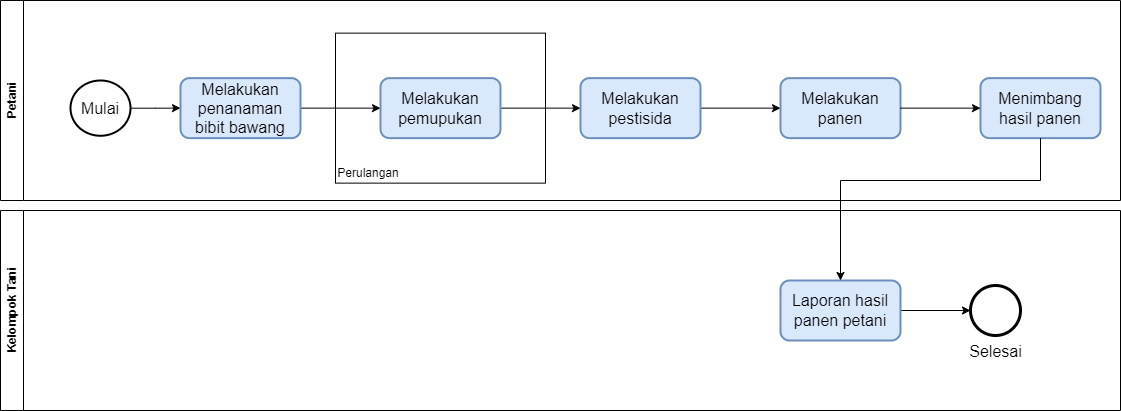 Petani
Mulai
Melakukan
penanaman
bibit bawang
Melakukan
pemupukan
Perulangan
Melakukan
pestisida
Melakukan
panen
Menimbang
hasil panen
Kelompok Tani
Laporan hasil
panen petani
Selesai